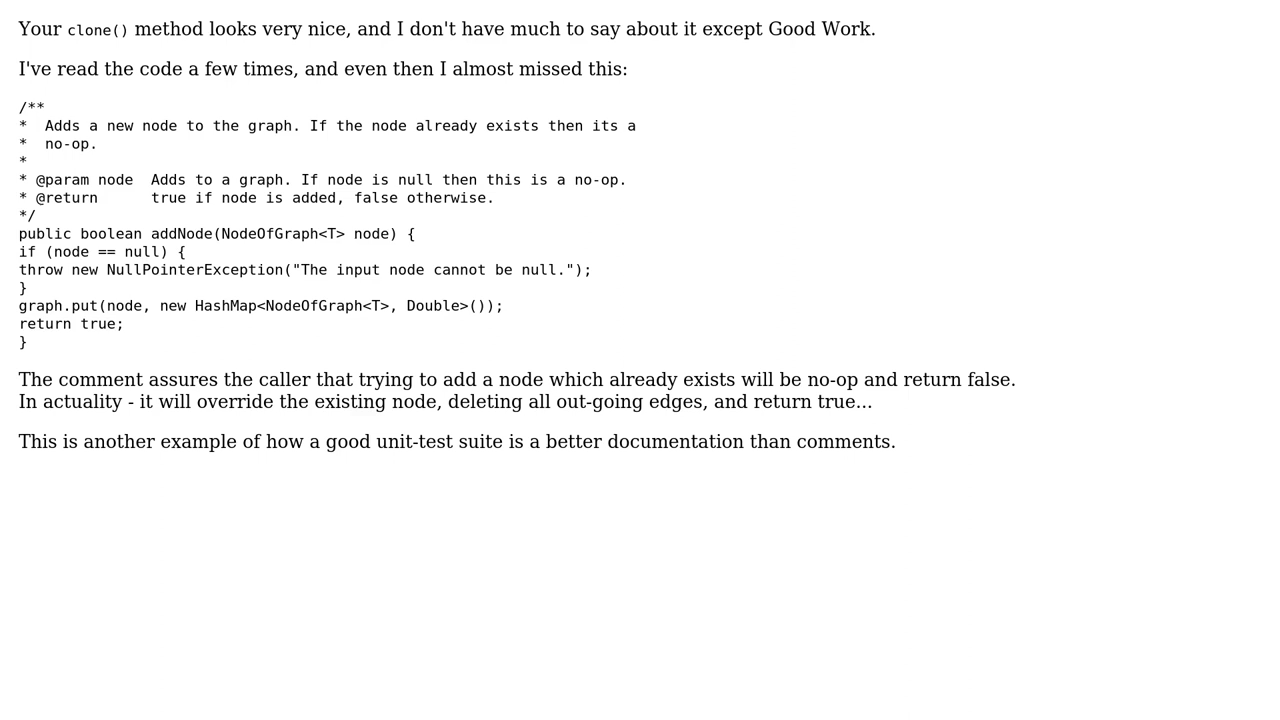 Your clone() method looks very nice, and I don't have much to say about it except Good Work.
I've read the code a few times, and even then I almost missed this:
/**
*  Adds a new node to the graph. If the node already exists then its a
*  no-op.
*
* @param node  Adds to a graph. If node is null then this is a no-op.
* @return      true if node is added, false otherwise.
*/
public boolean addNode(NodeOfGraph<T> node) {
if (node == null) {
throw new NullPointerException("The input node cannot be null.");
}
graph.put(node, new HashMap<NodeOfGraph<T>, Double>());
return true;
}
The comment assures the caller that trying to add a node which already exists will be no-op and return false.
In actuality - it will override the existing node, deleting all out-going edges, and return true...
This is another example of how a good unit-test suite is a better documentation than comments.